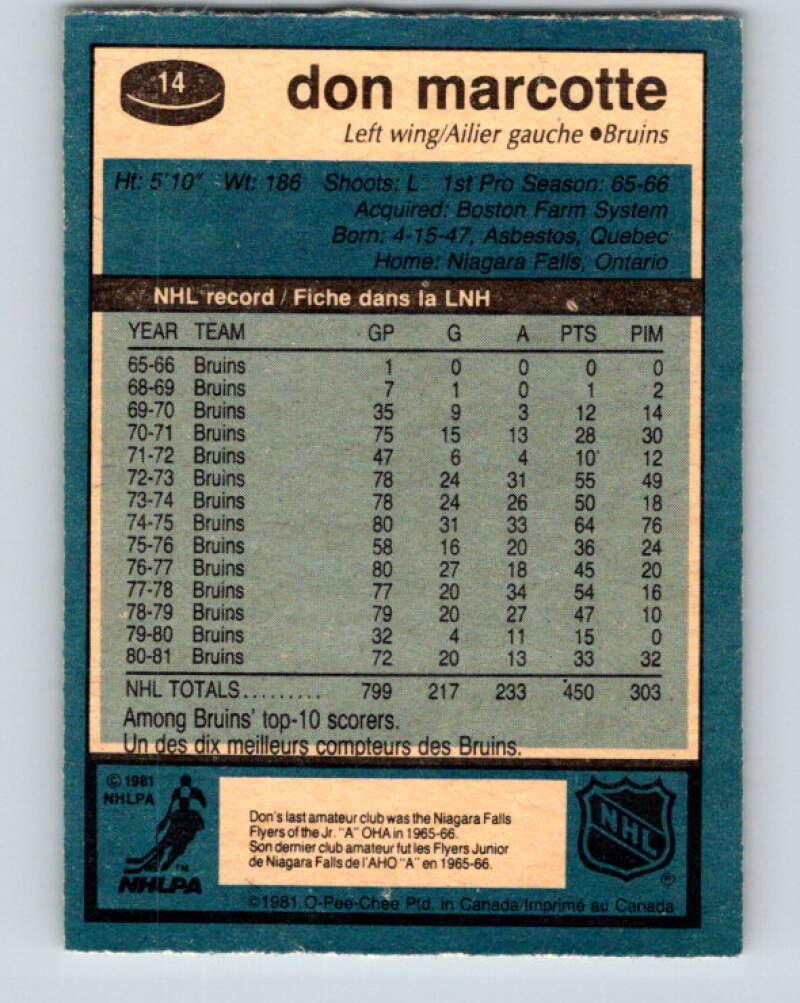 14
don marcotte
Left wing/Ailier gauche ●Bruins
Ht: 5'10" Wt: 186 Shoots: L 1st Pro Season: 65-66
Acquired: Boston Farm System
Born: 4-15-47, Asbestos, Quebec
Home: Niagara Falls, Ontario
NHL record / Fiche dans la LNH
YEAR TEAM GP G A PTS PIM
65-66 Bruins 1 0 0 0 0
68-69 Bruins 7 1 0 1 2
69-70 Bruins 35 9 3 12 14
70-71 Bruins 75 15 13 28 30
71-72 Bruins 47 6 4 10 12
72-73 Bruins 78 24 31 55 49
73-74 Bruins 78 24 26 50 18
74-75 Bruins 80 31 33 64 76
75-76 Bruins 58 16 20 36 24
76-77 Bruins 80 27 18 45 20
77-78 Bruins 77 20 34 54 16
78-79 Bruins 79 20 27 47 10
79-80 Bruins 32 4 11 15 0
80-81 Bruins 72 20 13 33 32
NHL TOTALS......... 799 217 233 450 303
Among Bruins' top-10 scorers.
Un des dix meilleurs compteurs des Bruins.
© 1981
NHLPA
TM
NHLPA
Don's last amateur club was the Niagara Falls
Flyers of the Jr. "A" OHA in 1965-66.
Son dernier club amateur fut les Flyers Junior
de Niagara Falls de l'AHO "A" en 1965-66.
NHL
®
©1981 O-Pee-Chee Ptd. in Canada/Imprimé au Canada